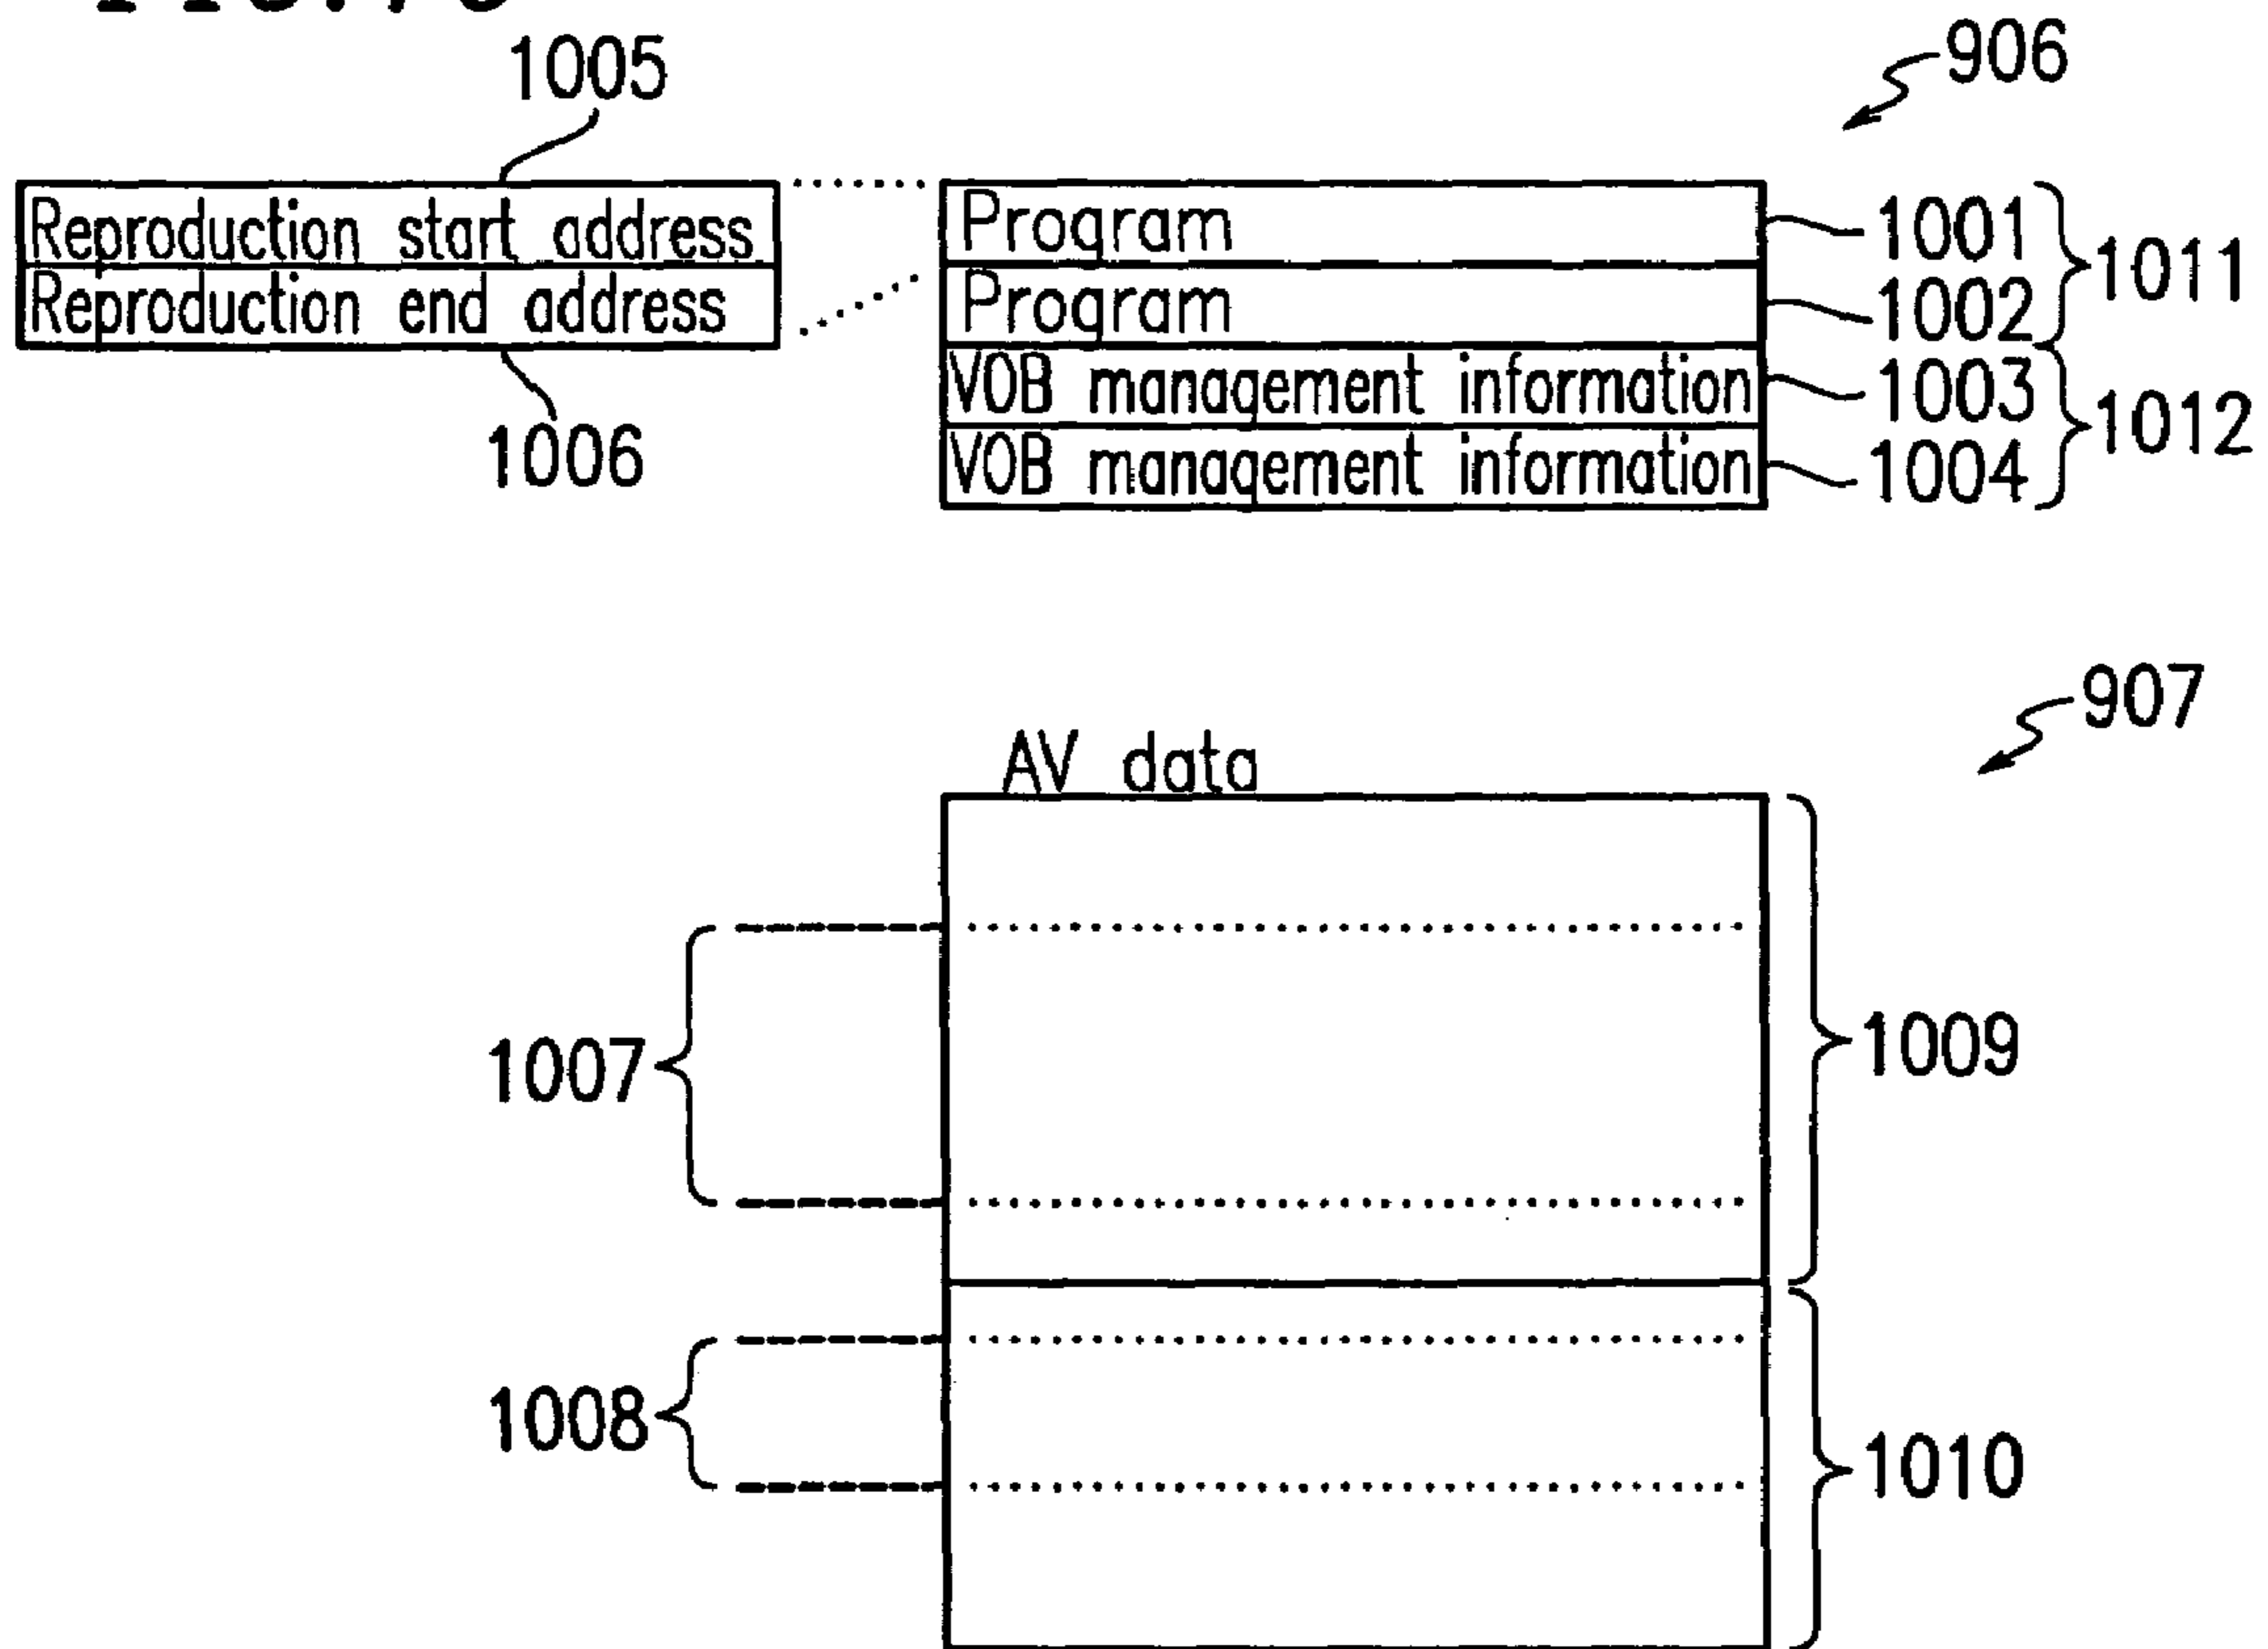 1005
906
Reproduction start address
Reproduction end address
1006
Program
Program
VOB management information
VOB management information
1001
1002
1003
1004
1011
1012
907
AV data
1007
1008
1009
1010